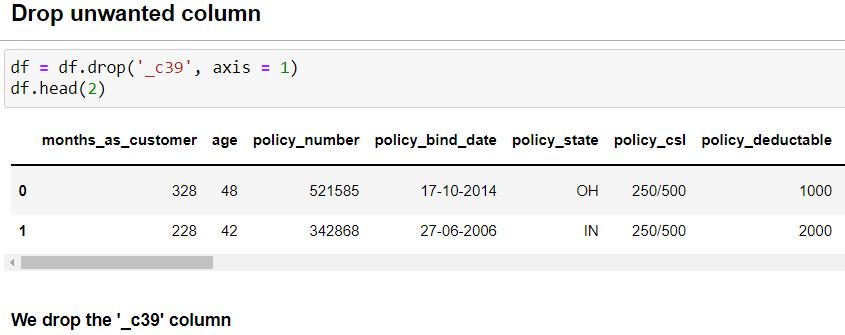 Drop unwanted column
df = df.drop('_c39', axis = 1)
df.head(2)
months_as_customer age policy_number policy_bind_date policy_state policy_csl policy_deductable
0 328 48 521585 17-10-2014 OH 250/500 1000
1 228 42 342868 27-06-2006 IN 250/500 2000
We drop the '_c39' column